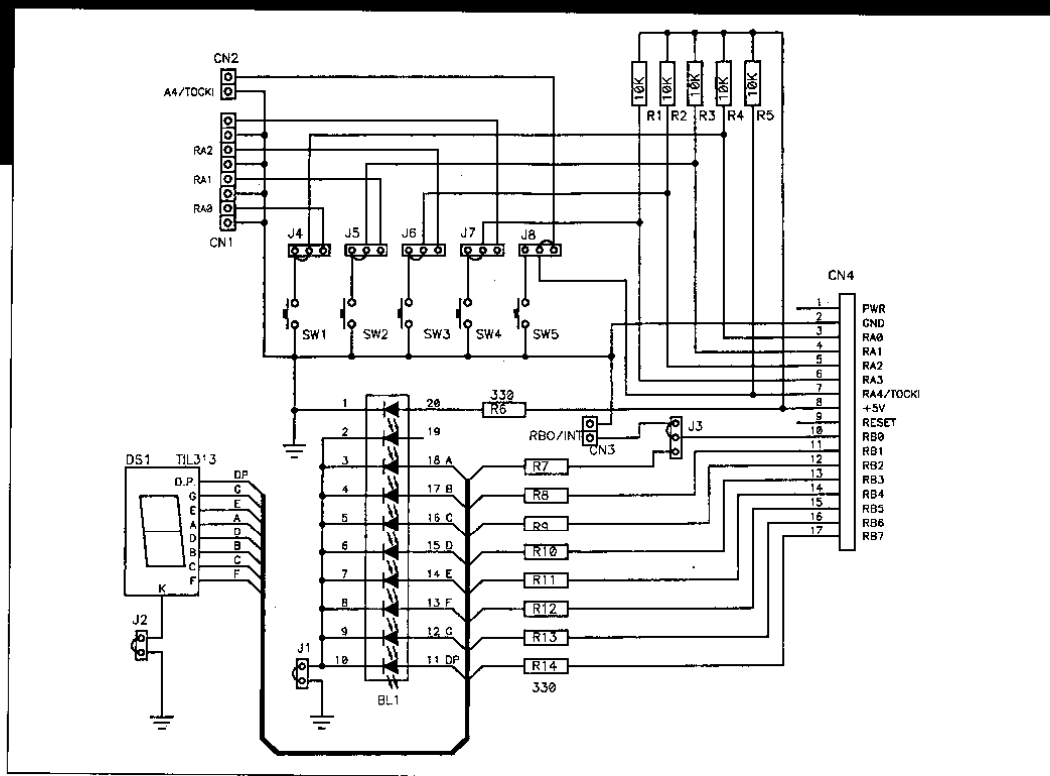 CN2
A4/TOCKI
10K 10K 10K 10K 10K
R1 R2 R3 R4 R5
RA2
RA1
RA0
CN1
J4 J5 J6 J7 J8
SW1 SW2 SW3 SW4 SW5
CN4
1 PWR
2 GND
3 RA0
4 RA1
5 RA2
6 RA3
7 RA4/TOCKI
8 +5V
9 RESET
10 RB0
11 RB1
12 RB2
13 RB3
14 RB4
15 RB5
16 RB6
17 RB7
330
1 20 R6
2 19
RBO/INT
CN3
J3
3 18 A R7
4 17 B R8
5 16 C R9
6 15 D R10
7 14 E R11
8 13 F R12
9 12 G R13
10 11 DP R14
330
BL1
J1
DS1 TIL313
D.P. DP
G G
E E
A A
D D
B B
C C
F F
K
J2